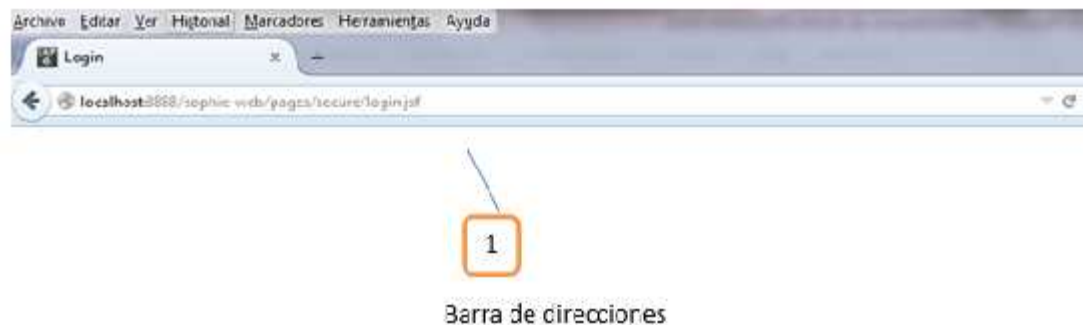 Archivo Editar Ver Historial Marcadores Herramientas Ayuda
Login
localhost:8888/sophie-web/pages/secure/login.jsf
1
Barra de direcciones